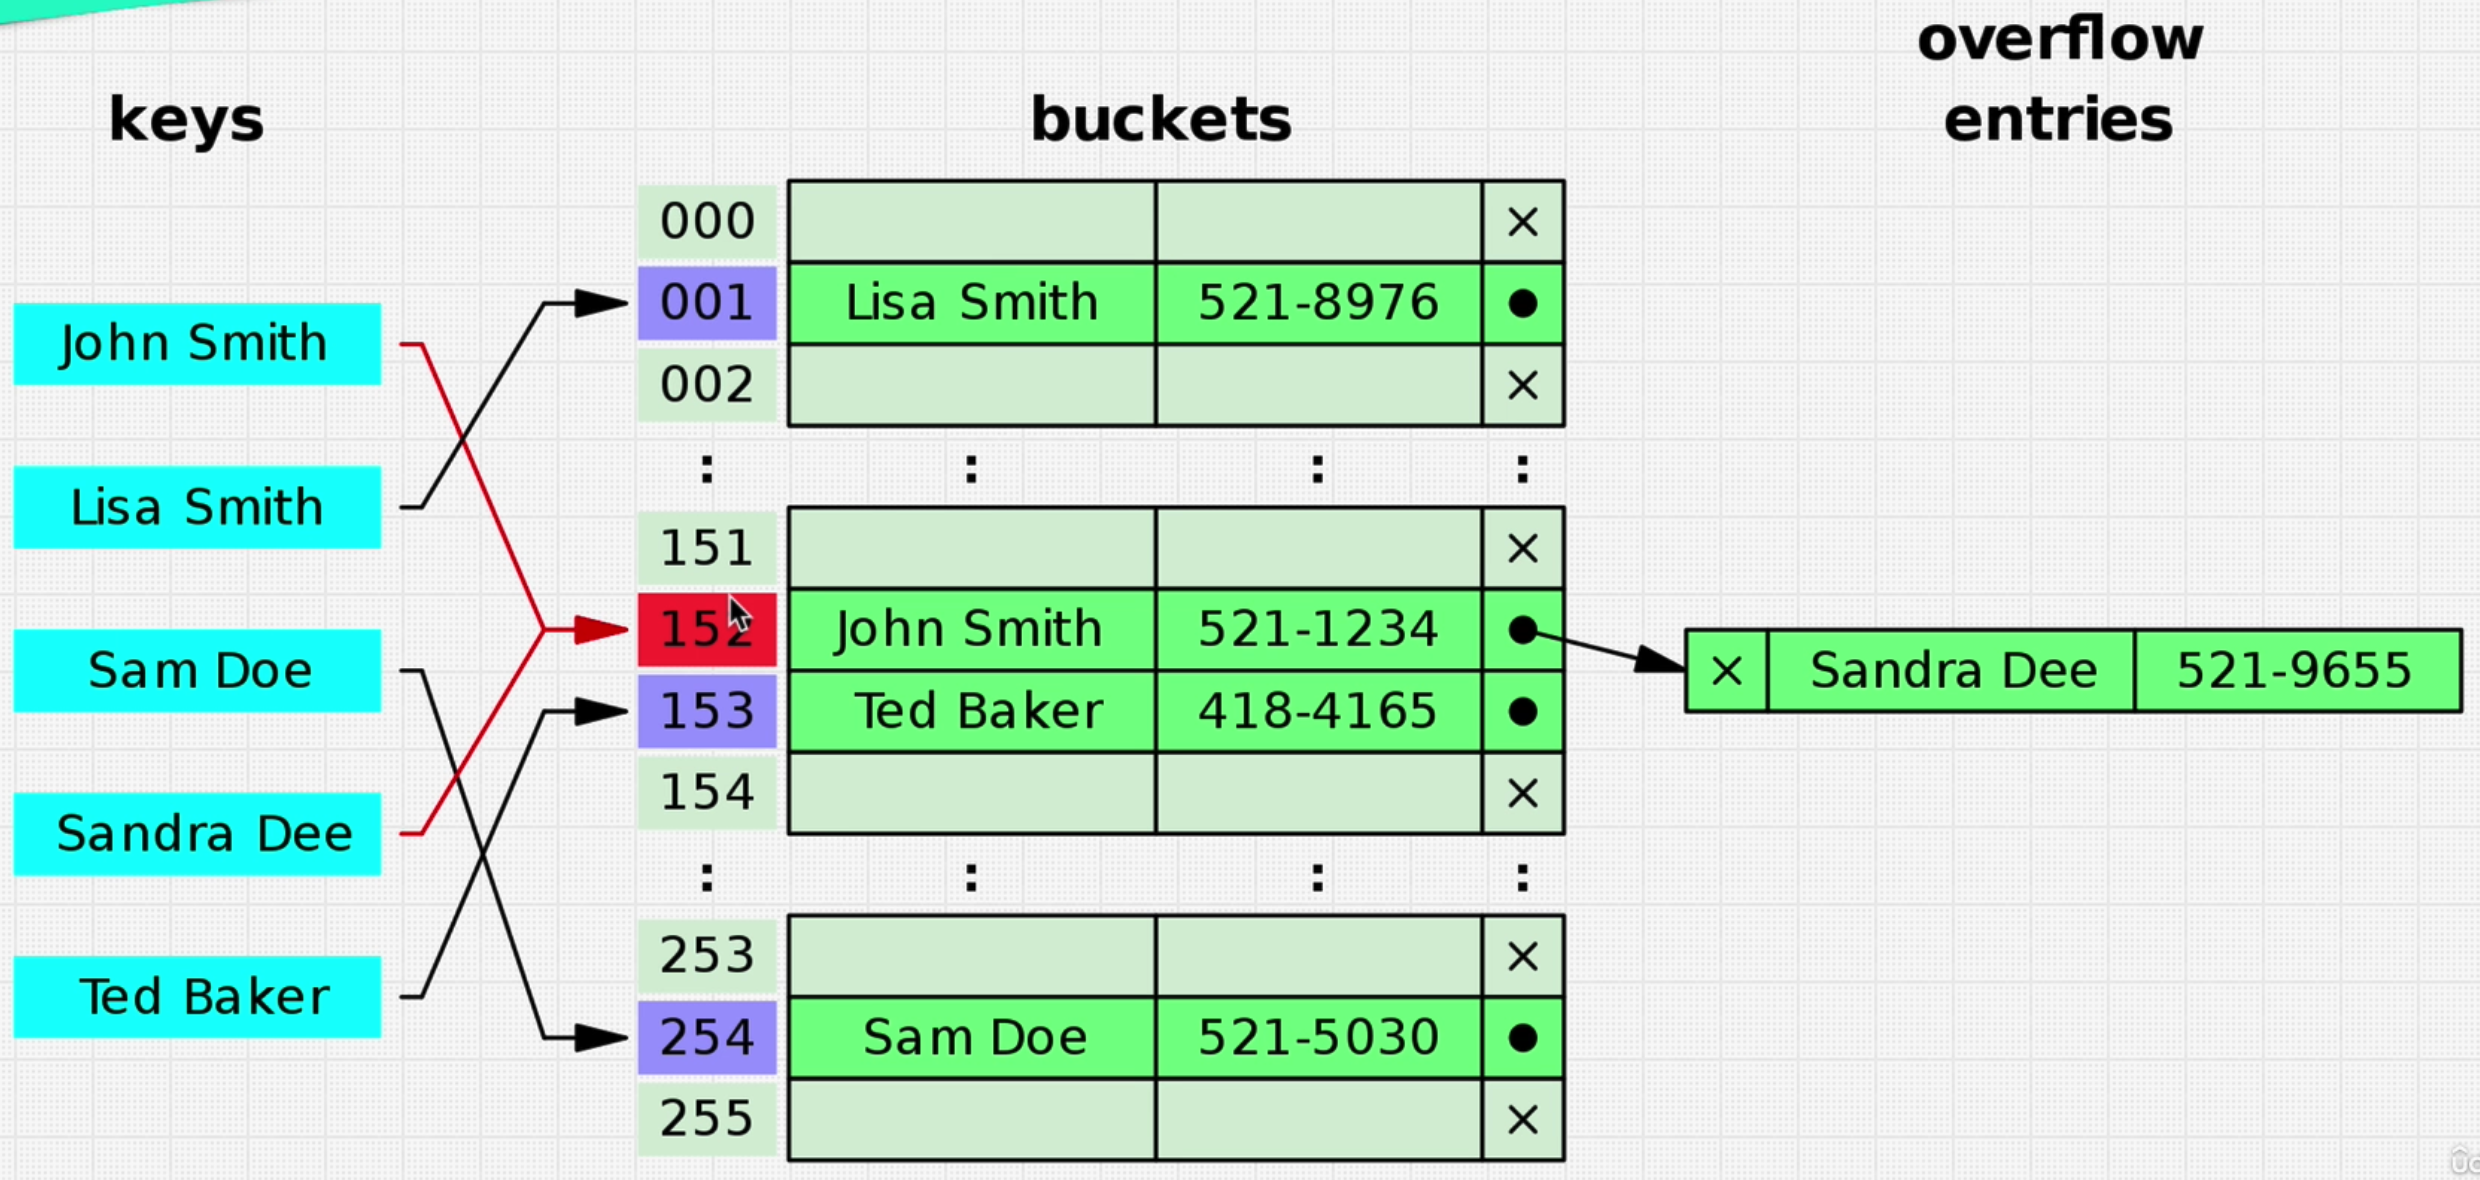 overflow
keys buckets entries
000 ×
001 Lisa Smith 521-8976 ●
John Smith
002 ×
: : : :
Lisa Smith
151 ×
152 John Smith 521-1234 ●
Sam Doe × Sandra Dee 521-9655
153 Ted Baker 418-4165 ●
154 ×
Sandra Dee
: : : :
253 ×
Ted Baker
254 Sam Doe 521-5030 ●
255 ×